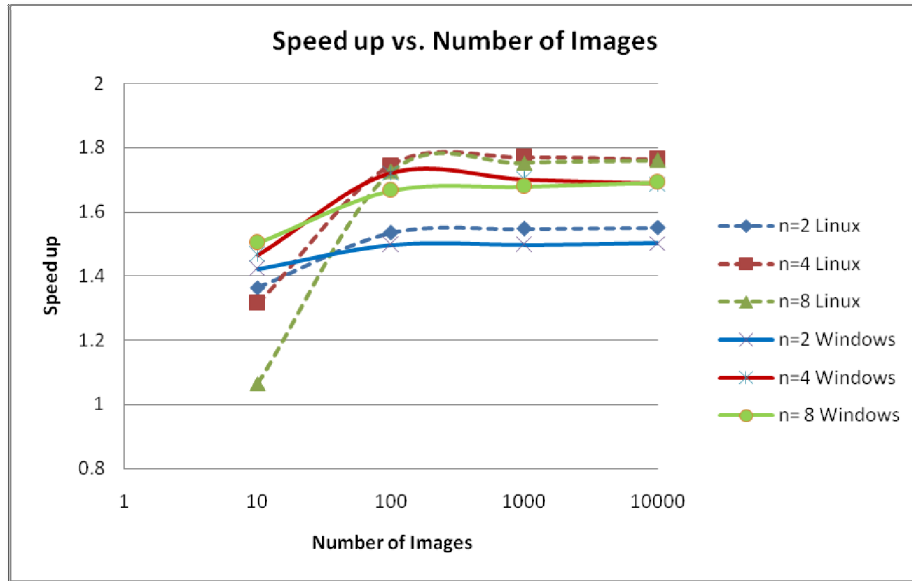 Speed up vs. Number of Images
2
1.8
1.6
1.4
1.2
1
0.8
Speed up
1
10
100
1000
10000
Number of Images
n=2 Linux
n=4 Linux
n=8 Linux
n=2 Windows
n=4 Windows
n= 8 Windows